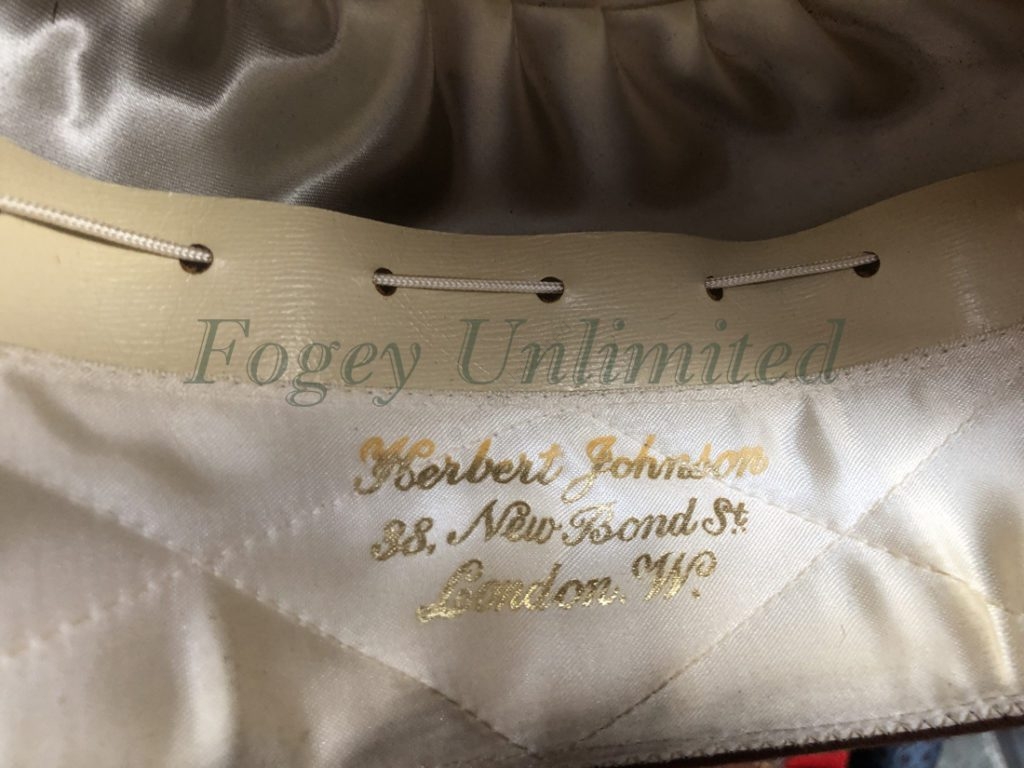 Fogey Unlimited
Herbert Johnson
38, New Bond St.
London. W.